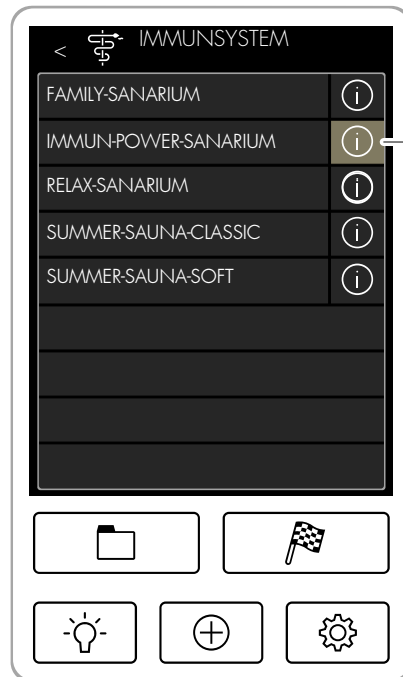 < IMMUNSYSTEM
FAMILY-SANARIUM
IMMUN-POWER-SANARIUM
RELAX-SANARIUM
SUMMER-SAUNA-CLASSIC
SUMMER-SAUNA-SOFT